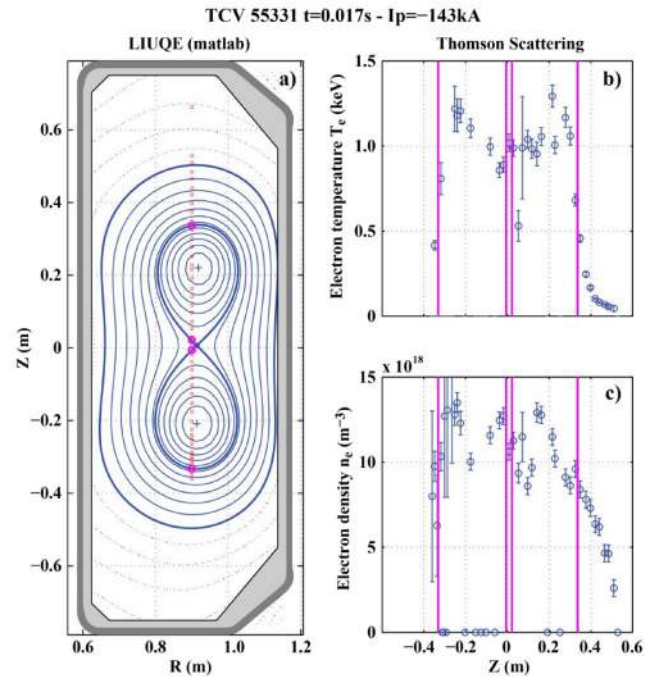 TCV 55331 t=0.017s - Ip=−143kA
LIUQE (matlab)
Thomson Scattering
a)
b)
c)
Z (m)
0.6
0.4
0.2
0
−0.2
−0.4
−0.6
0.6 0.8 1.0 1.2
R (m)
Electron temperature T_e (keV)
1.5
1.0
0.5
0
x 10^18
Electron density n_e (m^-3)
15
10
5
0
−0.4 −0.2 0 0.2 0.4 0.6
Z (m)